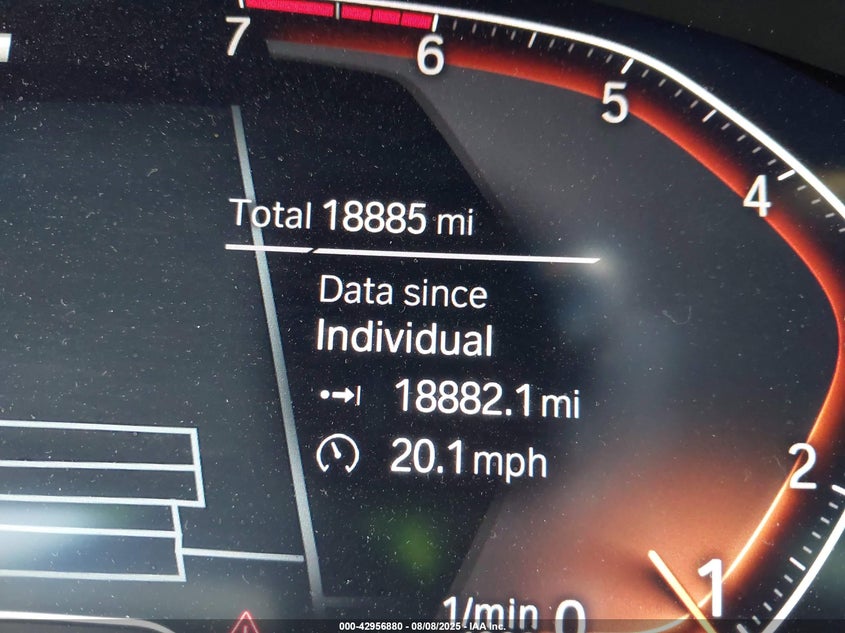 7
6
5
4
Total 18885 mi
Data since
Individual
18882.1 mi
20.1 mph
2
1
1/min 0
000-42956880 - 08/08/2025 - IAA Inc.